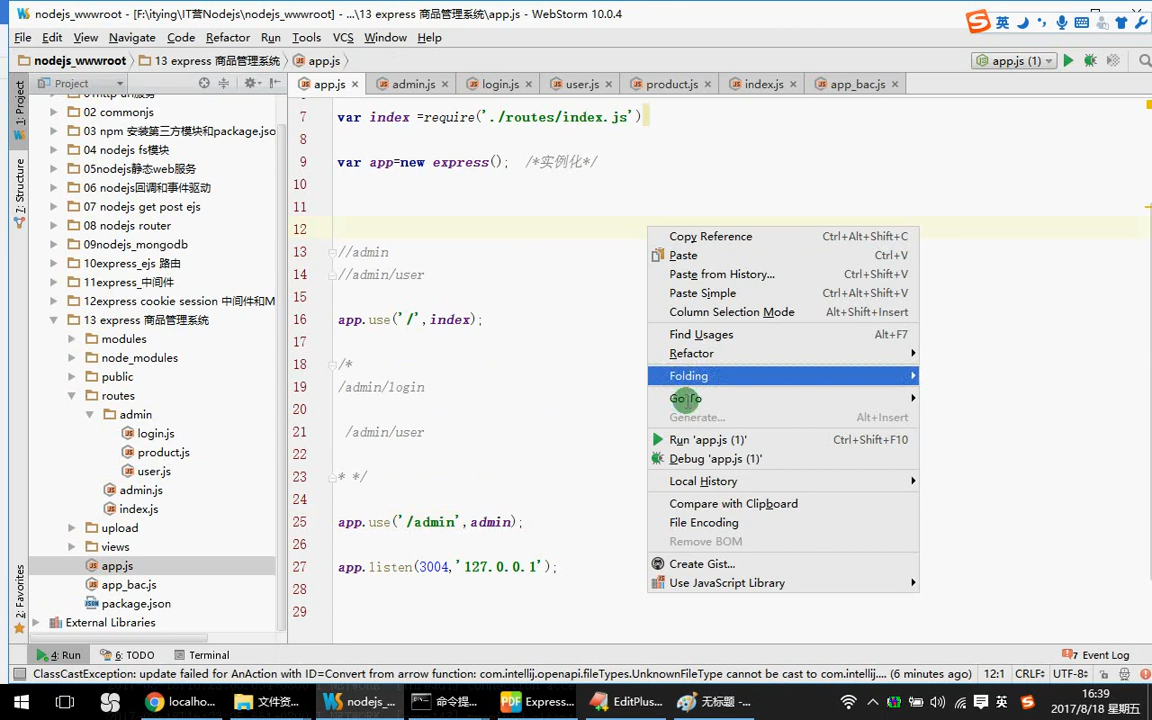 nodejs_wwwroot - [F:\itying\IT营Nodejs\nodejs_wwwroot] - ...\13 express 商品管理系统\app.js - WebStorm 10.0.4
英
File Edit View Navigate Code Refactor Run Tools VCS Window Help
nodejs_wwwroot 13 express 商品管理系统 app.js
app.js (1)
Project
app.js admin.js login.js user.js product.js index.js app_bac.js
1: Project
7: Structure
2: Favorites
02 commonjs
03 npm 安装第三方模块和package.jso
04 nodejs fs模块
05nodejs静态web服务
06 nodejs回调和事件驱动
07 nodejs get post ejs
08 nodejs router
09nodejs_mongodb
10express_ejs 路由
11express_中间件
12express cookie session 中间件和M
13 express 商品管理系统
modules
node_modules
public
routes
admin
login.js
product.js
user.js
admin.js
index.js
upload
views
app.js
app_bac.js
package.json
External Libraries
7 var index =require('./routes/index.js')
8
9 var app=new express(); /*实例化*/
10
11
12
13 //admin
14 //admin/user
15
16 app.use('/',index);
17
18 /*
19 /admin/login
20
21 /admin/user
22
23 * */
24
25 app.use('/admin',admin);
26
27 app.listen(3004,'127.0.0.1');
28
29
Copy Reference Ctrl+Alt+Shift+C
Paste Ctrl+V
Paste from History... Ctrl+Shift+V
Paste Simple Ctrl+Alt+Shift+V
Column Selection Mode Alt+Shift+Insert
Find Usages Alt+F7
Refactor
Folding
Go To
Generate... Alt+Insert
Run 'app.js (1)' Ctrl+Shift+F10
Debug 'app.js (1)'
Local History
Compare with Clipboard
File Encoding
Remove BOM
Create Gist...
Use JavaScript Library
4: Run 6: TODO Terminal 7 Event Log
ClassCastException: update failed for AnAction with ID=Convert from arrow function: com.intellij.openapi.fileTypes.UnknownFileType cannot be cast to com.intellij.... (6 minutes ago) 12:1 CRLF÷ UTF-8÷
localho... 文件资... nodejs_... 命令提... Express... EditPlus... 无标题 -... 英
16:39
2017/8/18 星期五